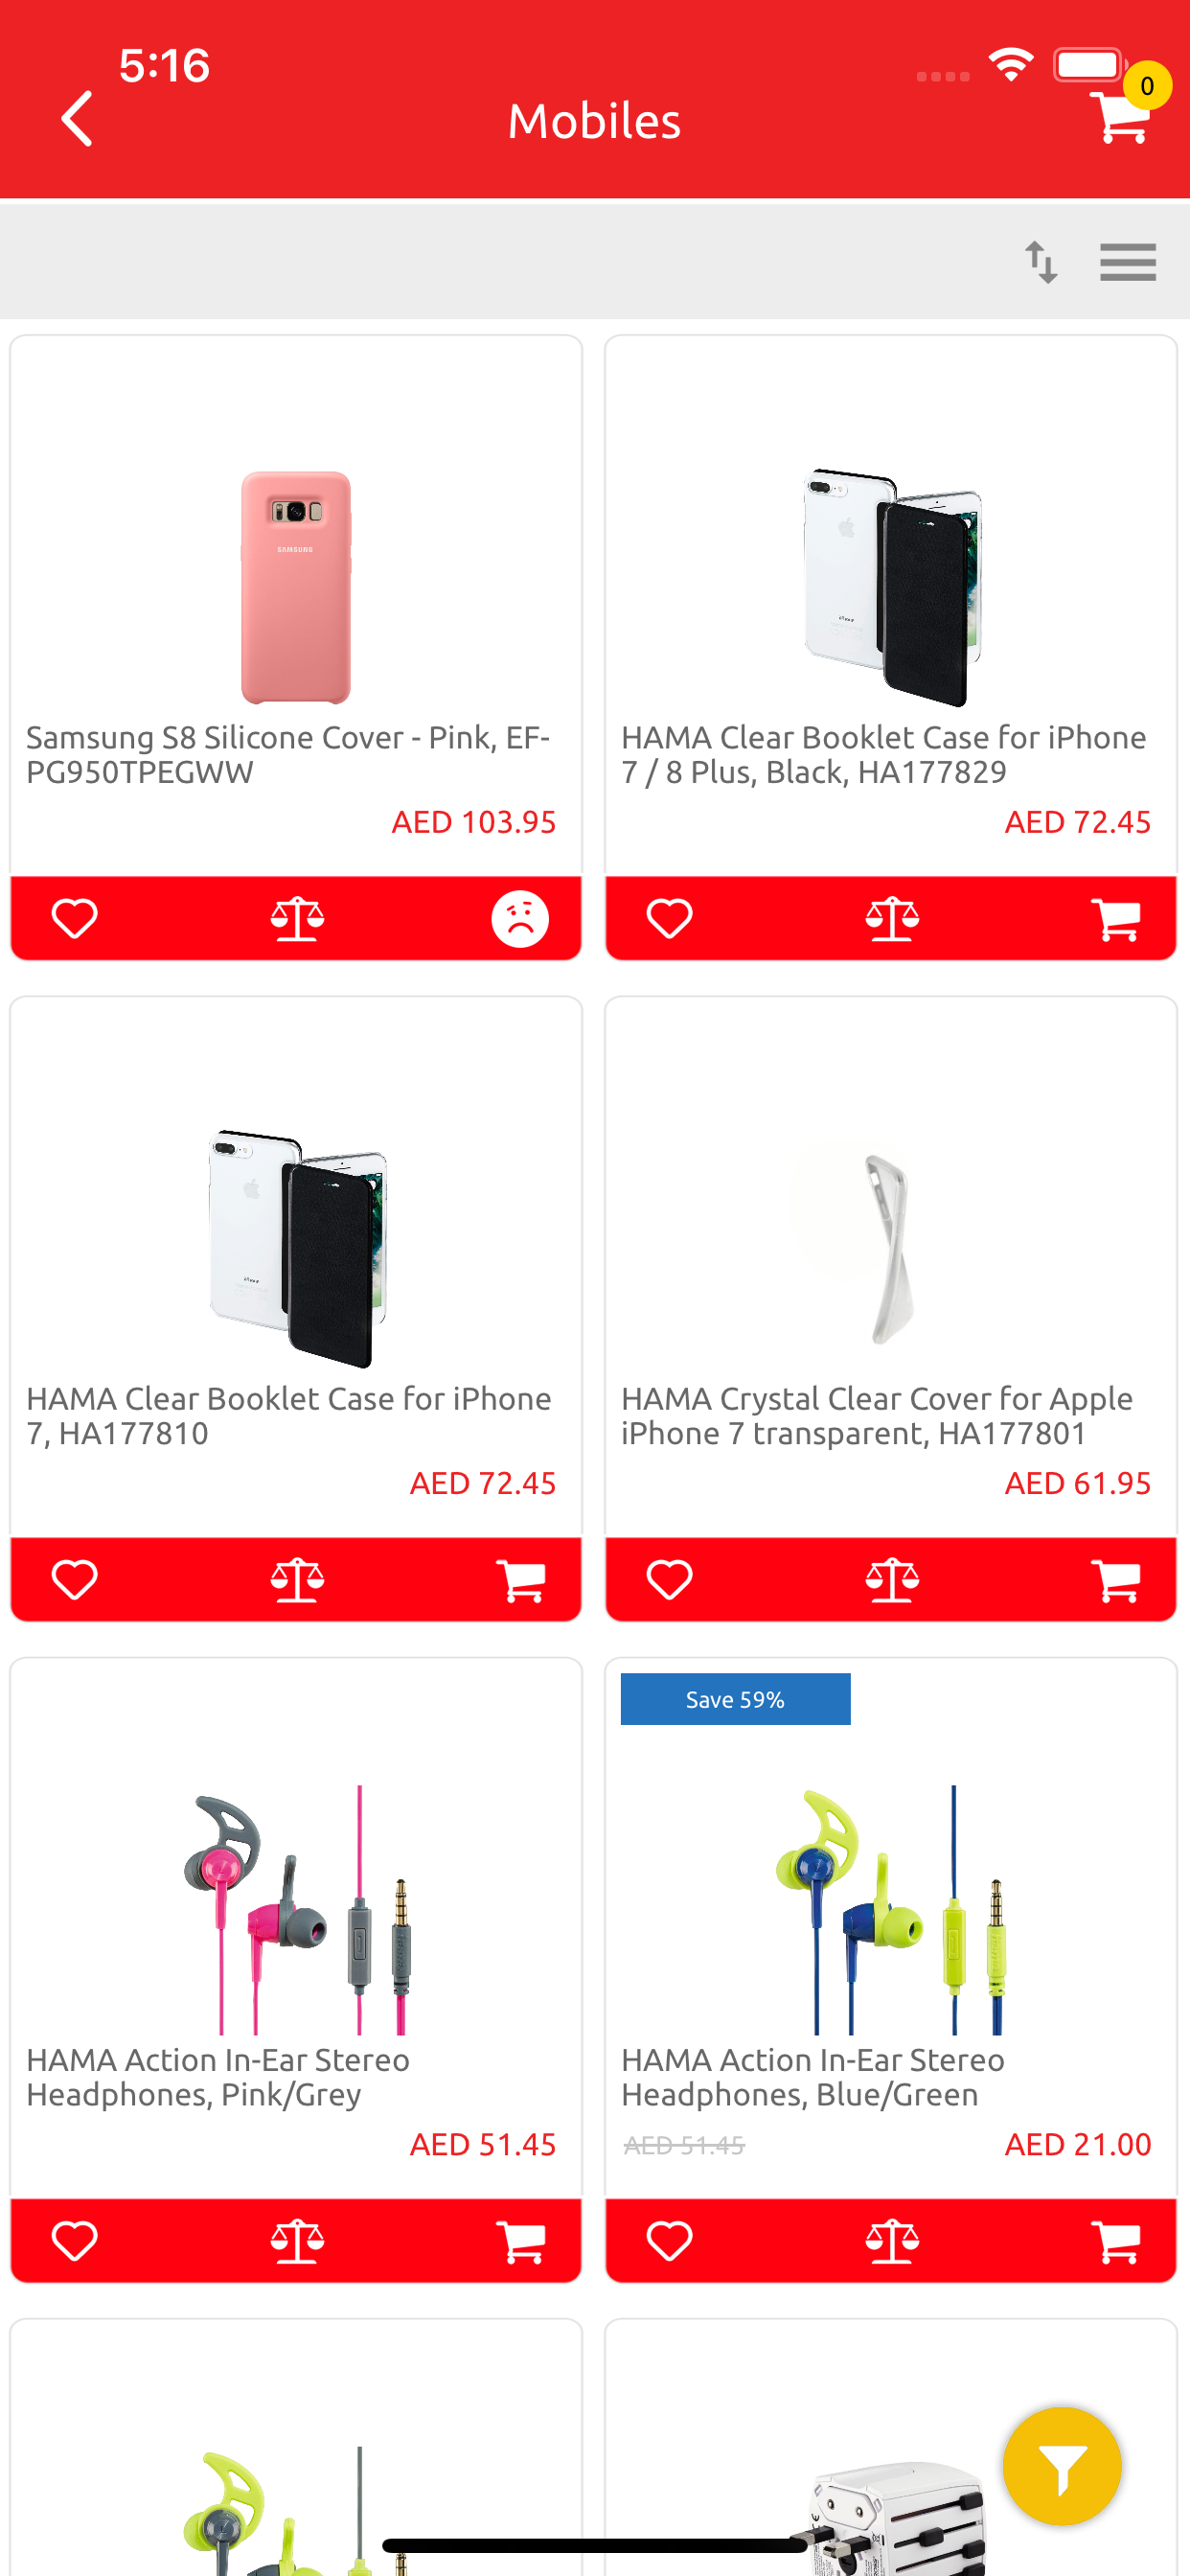 5:16
0
Mobiles
SAMSUNG
Samsung S8 Silicone Cover - Pink, EF-
PG950TPEGWW
AED 103.95
HAMA Clear Booklet Case for iPhone
7 / 8 Plus, Black, HA177829
AED 72.45
HAMA Clear Booklet Case for iPhone
7, HA177810
AED 72.45
HAMA Crystal Clear Cover for Apple
iPhone 7 transparent, HA177801
AED 61.95
HAMA Action In-Ear Stereo
Headphones, Pink/Grey
AED 51.45
Save 59%
HAMA Action In-Ear Stereo
Headphones, Blue/Green
AED 51.45
AED 21.00